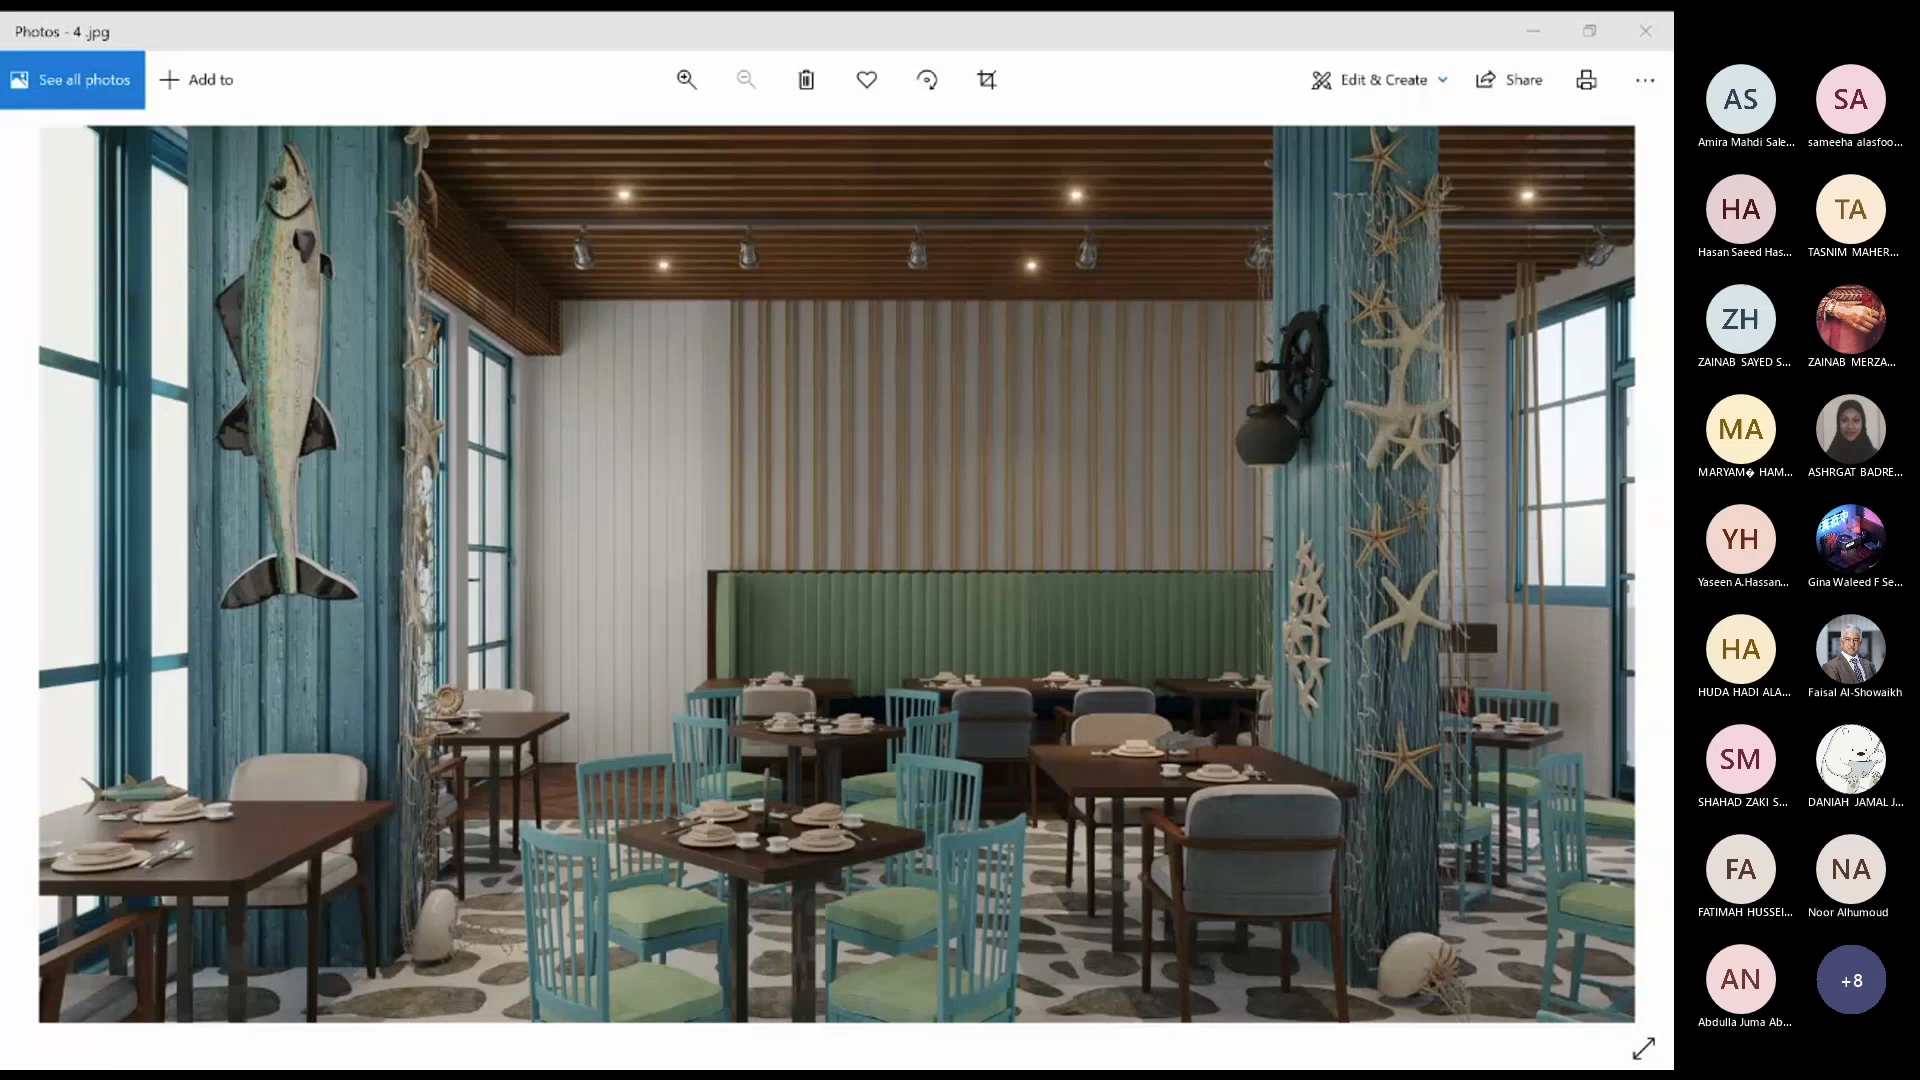 Photos - 4 .jpg
See all photos
Add to
Edit & Create
Share
AS
SA
Amira Mahdi Sale...
sameeha alasfoo...
HA
TA
Hasan Saeed Has...
TASNIM MAHER...
ZH
ZAINAB SAYED S...
ZAINAB MERZA...
MA
MARYAM� HAM...
ASHRGAT BADRE...
YH
Yaseen A.Hassan...
Gina Waleed F Se...
HA
HUDA HADI ALA...
Faisal Al-Showaikh
SM
SHAHAD ZAKI S...
DANIAH JAMAL J...
FA
NA
FATIMAH HUSSEI...
Noor Alhumoud
AN
+8
Abdulla Juma Ab...